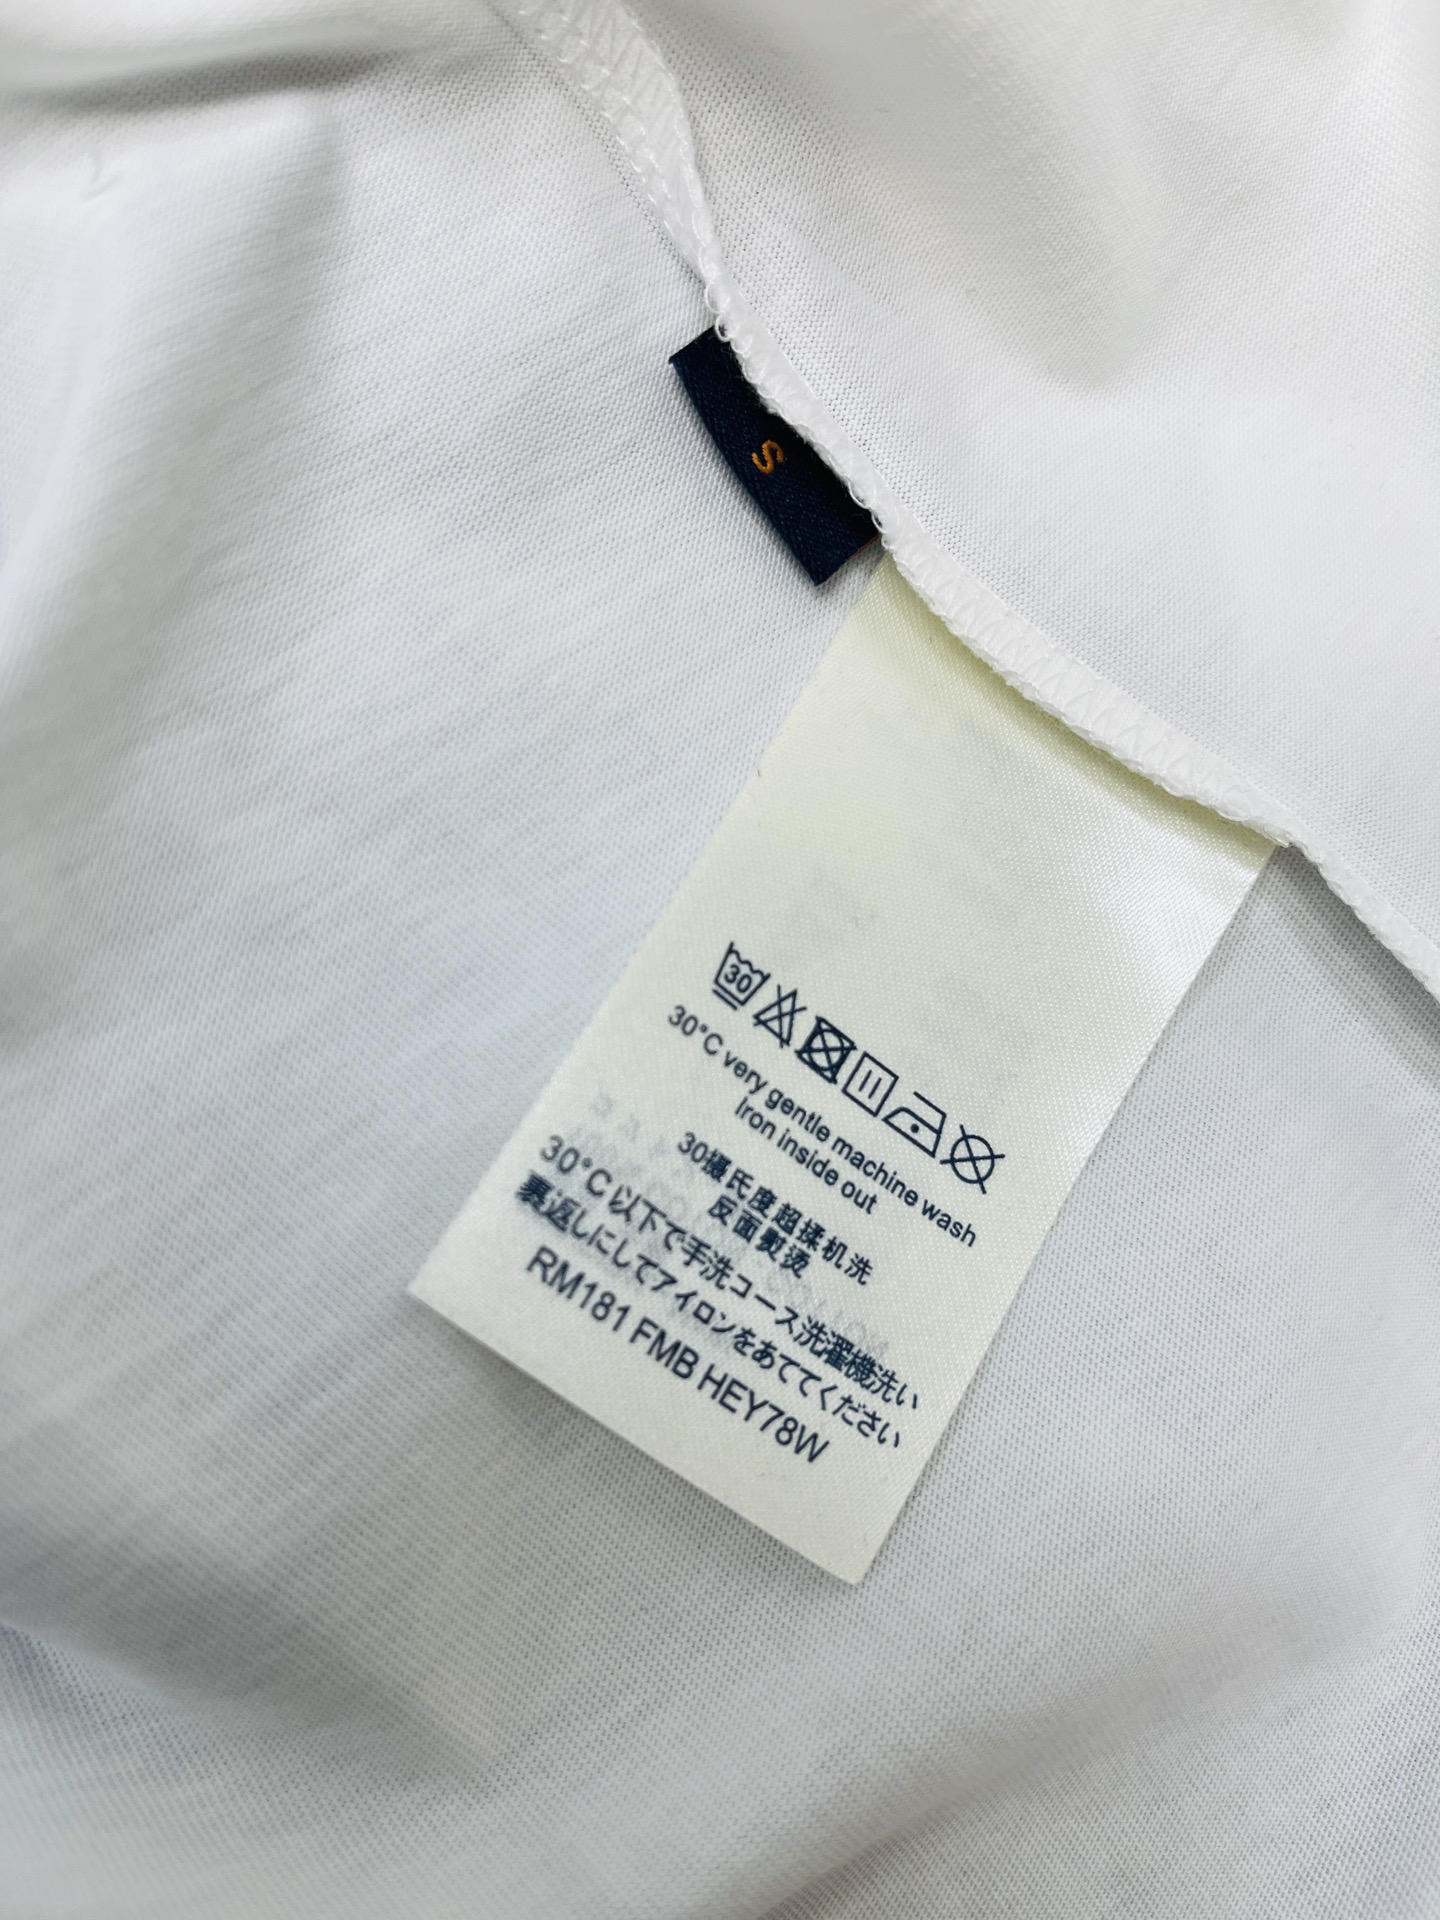 S
30
30°C very gentle machine wash
Iron inside out
30攝氏度超揉机洗
反面熨烫
30°C以下で手洗コース洗濯機洗い
裏返しにしてアイロンをあててください
RM181 FMB HEY78W